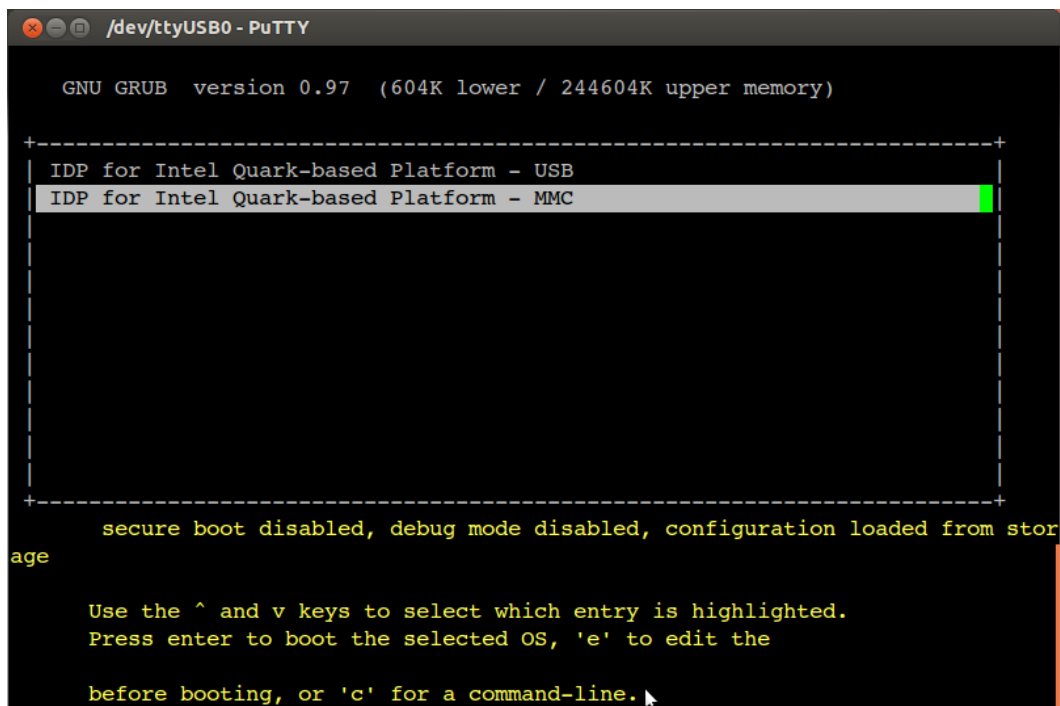 /dev/ttyUSB0 - PuTTY
GNU GRUB version 0.97 (604K lower / 244604K upper memory)
+-------------------------------------------------------------------------+
| IDP for Intel Quark-based Platform - USB |
| IDP for Intel Quark-based Platform - MMC |
+-------------------------------------------------------------------------+
secure boot disabled, debug mode disabled, configuration loaded from stor
age
Use the ^ and v keys to select which entry is highlighted.
Press enter to boot the selected OS, 'e' to edit the
before booting, or 'c' for a command-line.